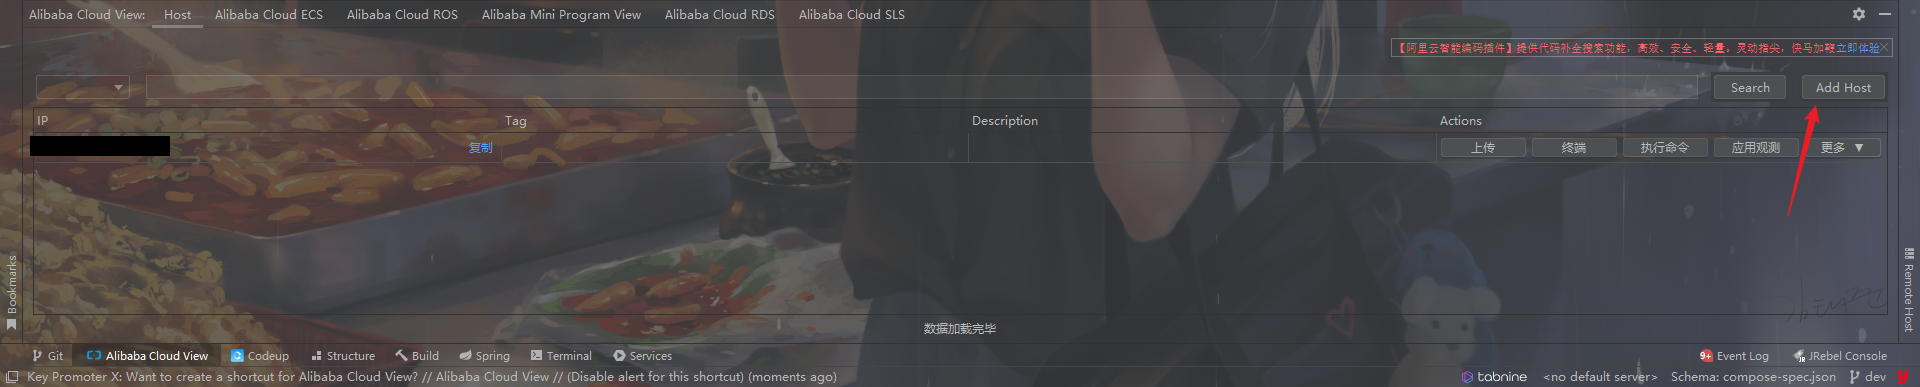 Alibaba Cloud View: Host Alibaba Cloud ECS Alibaba Cloud ROS Alibaba Mini Program View Alibaba Cloud RDS Alibaba Cloud SLS
【阿里云智能编码插件】提供代码补全搜索功能，高效、安全、轻量。灵动指尖，快马加鞭立即体验
Search Add Host
IP Tag Description Actions
复制 上传 终端 执行命令 应用观测 更多
数据加载完毕
Bookmarks
Remote Host
Git Alibaba Cloud View Codeup Structure Build Spring Terminal Services 9+ Event Log JRebel Console
Key Promoter X: Want to create a shortcut for Alibaba Cloud View? // Alibaba Cloud View // (Disable alert for this shortcut) (moments ago) tabnine <no default server> Schema: compose-spec.json dev